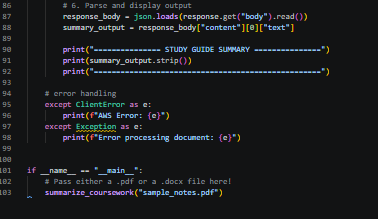 86 # 6. Parse and display output
87 response_body = json.loads(response.get("body").read())
88 summary_output = response_body["content"][0]["text"]
89
90 print("=============== STUDY GUIDE SUMMARY ===============")
91 print(summary_output.strip())
92 print("===================================================")
93
94 # error handling
95 except ClientError as e:
96 print(f"AWS Error: {e}")
97 except Exception as e:
98 print(f"Error processing document: {e}")
99
100
101 if __name__ == "__main__":
102 # Pass either a .pdf or a .docx file here!
103 summarize_coursework("sample_notes.pdf")